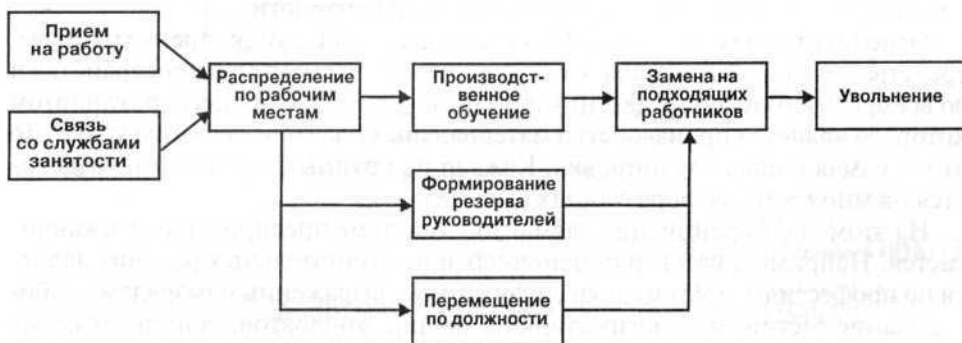 Прием
на работу
Связь
со службами
занятости
Распределение
по рабочим
местам
Производст-
венное
обучение
Замена на
подходящих
работников
Увольнение
Формирование
резерва
руководителей
Перемещение
по должности